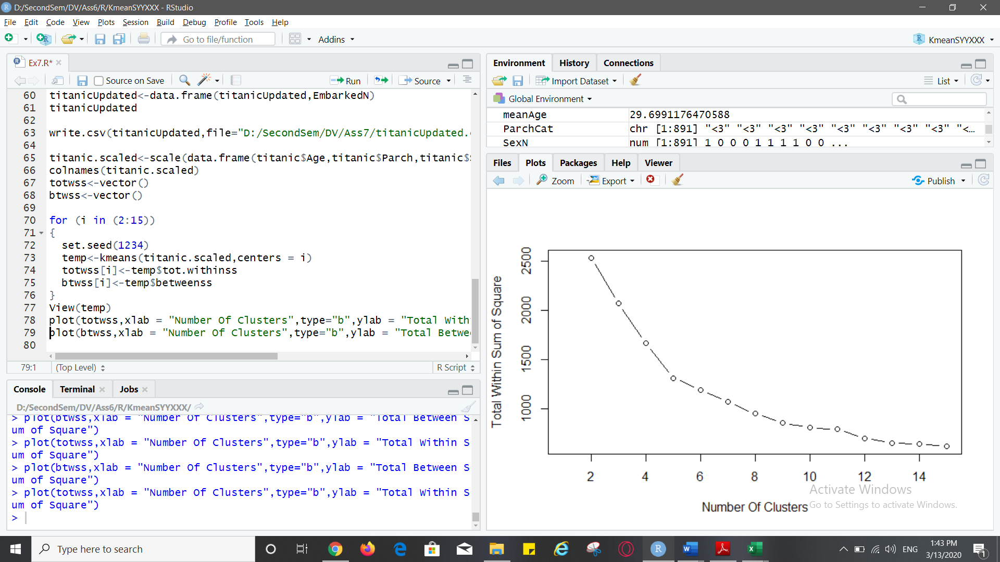 D:/SecondSem/DV/Ass6/R/KmeanSYYXXX - RStudio
File Edit Code View Plots Session Build Debug Profile Tools Help
Go to file/function Addins KmeanSYYXXX
Ex7.R*
Source on Save Run Source
60 titanicUpdated<-data.frame(titanicUpdated,EmbarkedN)
61 titanicUpdated
62
63 write.csv(titanicUpdated,file="D:/SecondSem/DV/Ass7/titanicUpdated.
64
65 titanic.scaled<-scale(data.frame(titanic$Age,titanic$Parch,titanic$
66 colnames(titanic.scaled)
67 totwss<-vector()
68 btwss<-vector()
69
70 for (i in (2:15))
71 {
72 set.seed(1234)
73 temp<-kmeans(titanic.scaled,centers = i)
74 totwss[i]<-temp$tot.withinss
75 btwss[i]<-temp$betweenss
76 }
77 View(temp)
78 plot(totwss,xlab = "Number Of Clusters",type="b",ylab = "Total With
79 plot(btwss,xlab = "Number Of Clusters",type="b",ylab = "Total Betwe
80
79:1 (Top Level) R Script
Console Terminal Jobs
D:/SecondSem/DV/Ass6/R/KmeanSYYXXX/
> plot(btwss,xlab = "Number Of Clusters",type="b",ylab = "Total Between S
um of Square")
> plot(totwss,xlab = "Number Of Clusters",type="b",ylab = "Total Within S
um of Square")
> plot(btwss,xlab = "Number Of Clusters",type="b",ylab = "Total Between S
um of Square")
> plot(totwss,xlab = "Number Of Clusters",type="b",ylab = "Total Within S
um of Square")
>
Environment History Connections
Import Dataset List
Global Environment
meanAge 29.6991176470588
ParchCat chr [1:891] "<3" "<3" "<3" "<3" "<3" "<3" "<3" "<3" "<...
SexN num [1:891] 1 0 0 0 1 1 1 1 0 0 ...
Files Plots Packages Help Viewer
Zoom Export Publish
Total Within Sum of Square
2500
2000
1500
1000
2 4 6 8 10 12 14
Number Of Clusters
Activate Windows
Go to Settings to activate Windows.
Type here to search
ENG
1:43 PM
3/13/2020
1